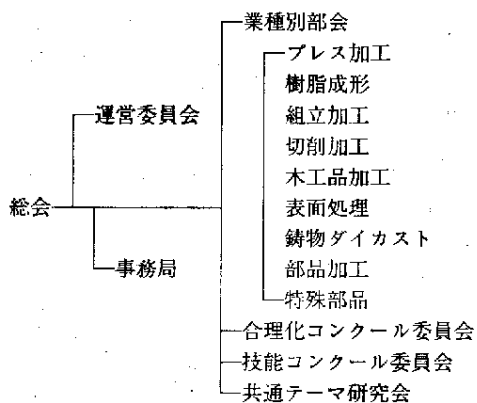 業種別部会
プレス加工
樹脂成形
運営委員会
組立加工
切削加工
木工品加工
総会
表面処理
鋳物ダイカスト
事務局
部品加工
特殊部品
合理化コンクール委員会
技能コンクール委員会
共通テーマ研究会